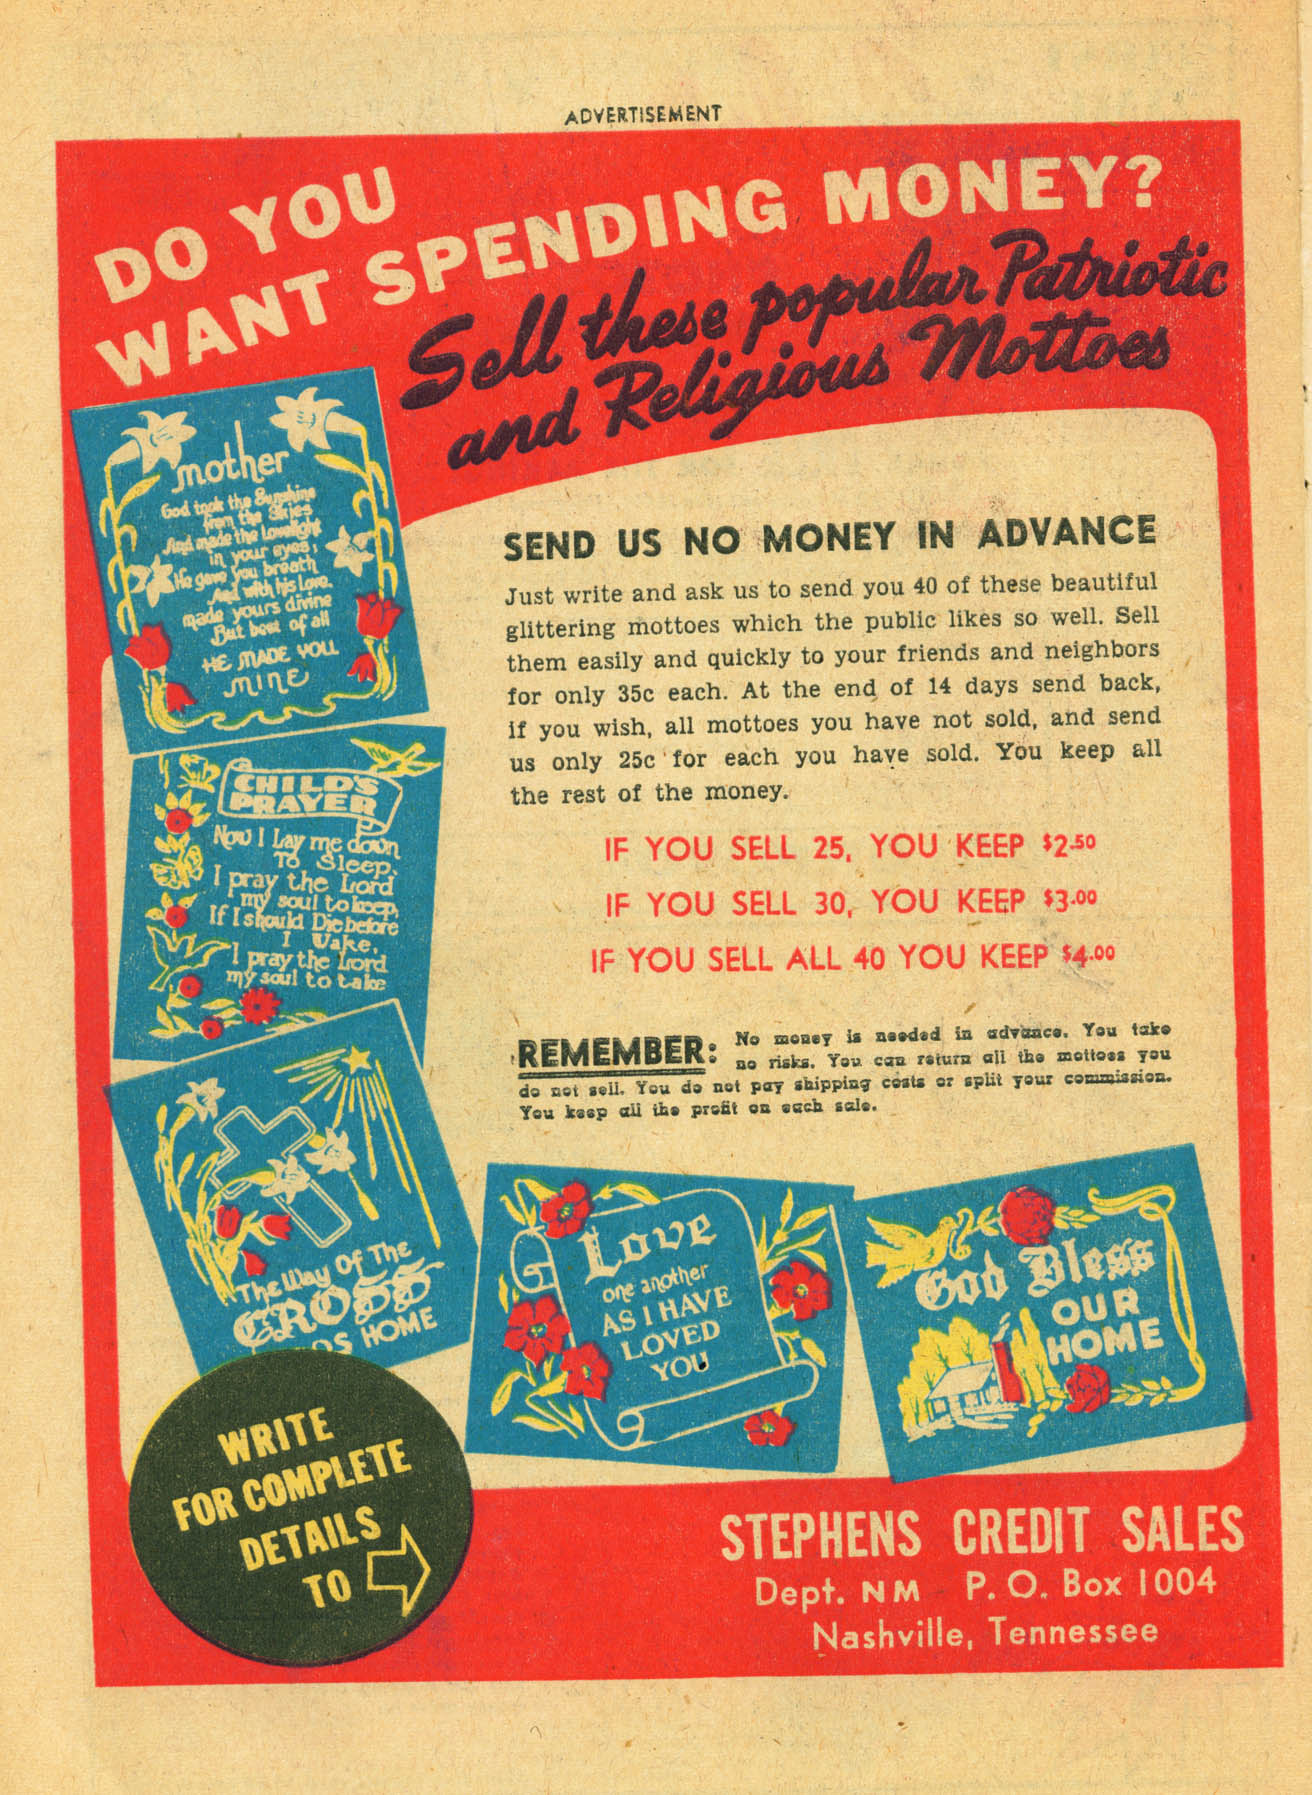 ADVERTISEMENT
DO YOU
WANT SPENDING MONEY?
Sell these popular Patriotic
and Religious Mottoes
mother
God took the Sunshine
from the Skies
And made the Lovelight
in your eyes;
He gave you breath
And with his Love.
made yours divine
But best of all
HE MADE YOU
MINE
CHILD'S
PRAYER
Now I Lay me down
To Sleep,
I pray the Lord
my soul to keep,
If I should Die before
I Wake,
I pray the Lord
my soul to take
The Way Of The
CROSS
DS HOME
SEND US NO MONEY IN ADVANCE
Just write and ask us to send you 40 of these beautiful
glittering mottoes which the public likes so well. Sell
them easily and quickly to your friends and neighbors
for only 35c each. At the end of 14 days send back,
if you wish, all mottoes you have not sold, and send
us only 25c for each you have sold. You keep all
the rest of the money.
IF YOU SELL 25, YOU KEEP $2.50
IF YOU SELL 30, YOU KEEP $3.00
IF YOU SELL ALL 40 YOU KEEP $4.00
REMEMBER: No money is needed in advance. You take
no risks. You can return all the mottoes you
do not sell. You do not pay shipping costs or split your commission.
You keep all the profit on each sale.
Love
one another
AS I HAVE
LOVED
YOU
God Bless
OUR
HOME
WRITE
FOR COMPLETE
DETAILS
TO
STEPHENS CREDIT SALES
Dept. NM P. O. Box 1004
Nashville, Tennessee